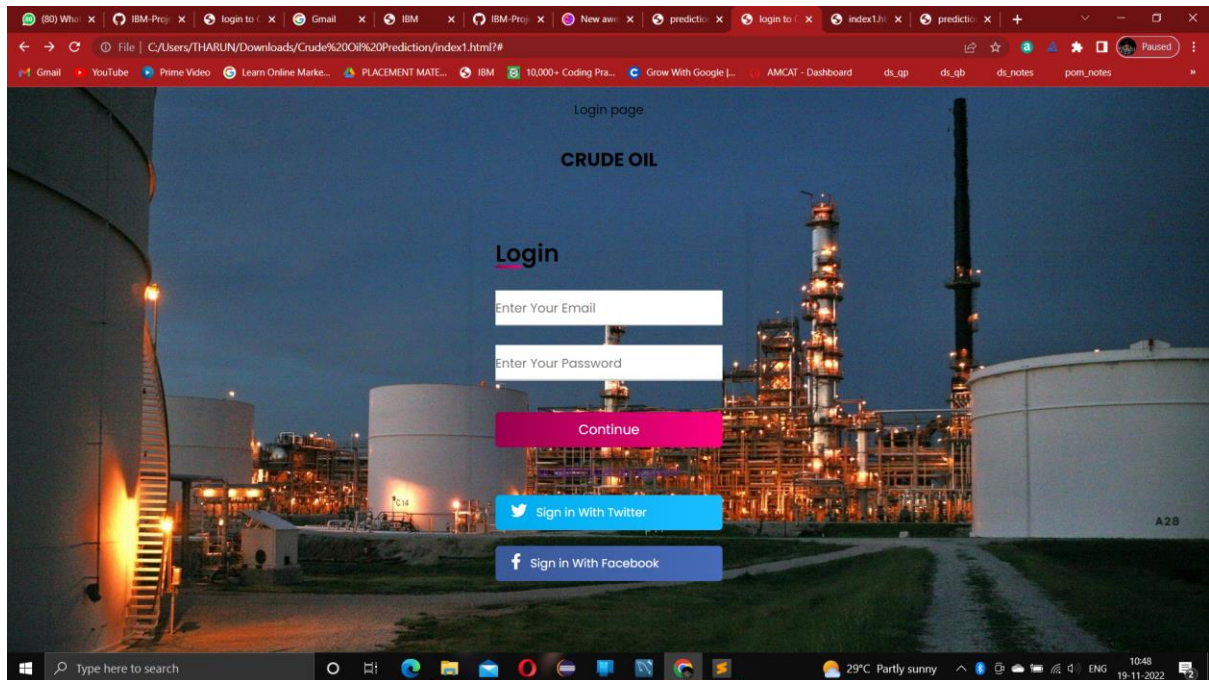 (80) What
IBM-Proj
login to C
Gmail
IBM
IBM-Proj
New awe
prediction
login to C
index1.ht
prediction
File | C:/Users/THARUN/Downloads/Crude%20Oil%20Prediction/index1.html?#
Paused
Gmail YouTube Prime Video Learn Online Marke... PLACEMENT MATE... IBM 10,000+ Coding Pra... Grow With Google |... AMCAT - Dashboard ds_qp ds_qb ds_notes pom_notes »
Login page
CRUDE OIL
Login
Enter Your Email
Enter Your Password
Continue
Sign in With Twitter
Sign in With Facebook
C14
A28
Type here to search
29°C Partly sunny
ENG
10:48
19-11-2022
2